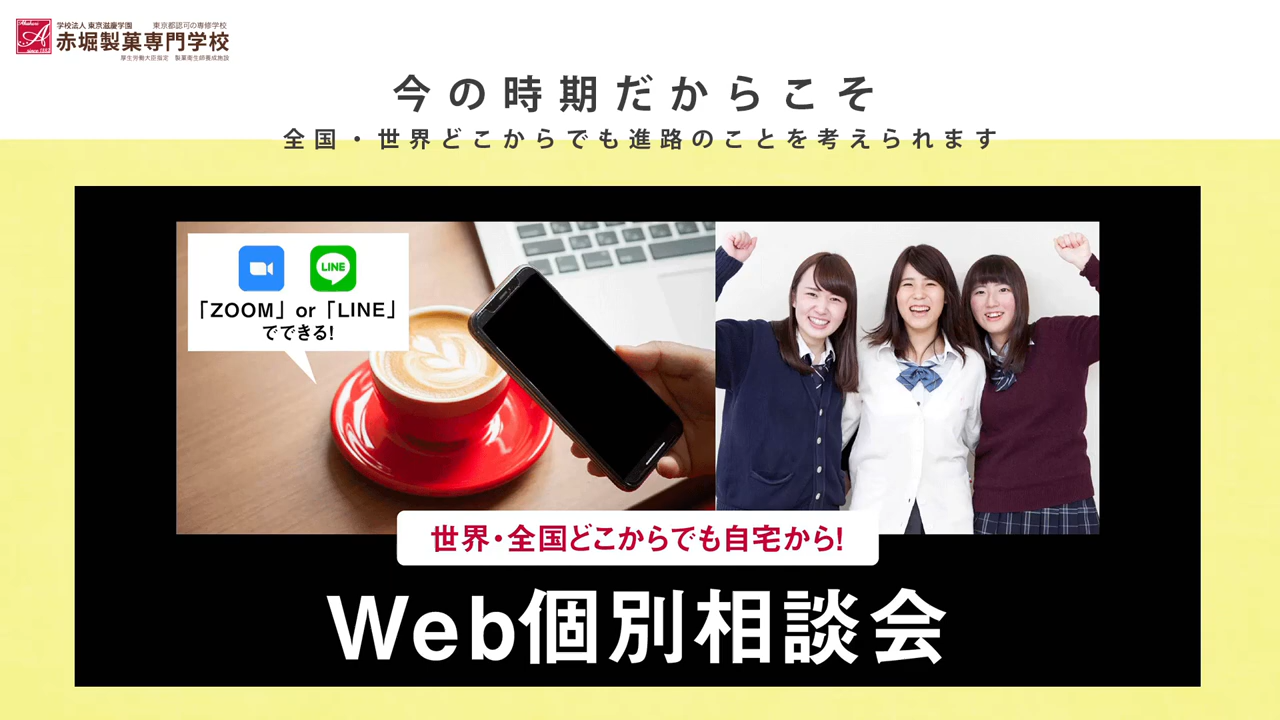 学校法人 東京滋慶学園 東京都認可の専修学校
赤堀製菓専門学校
厚生労働大臣指定 製菓衛生師養成施設
Akahori
A
since 1882
今の時期だからこそ
全国・世界どこからでも進路のことを考えられます
LINE
「ZOOM」or「LINE」
でできる!
世界・全国どこからでも自宅から!
Web個別相談会